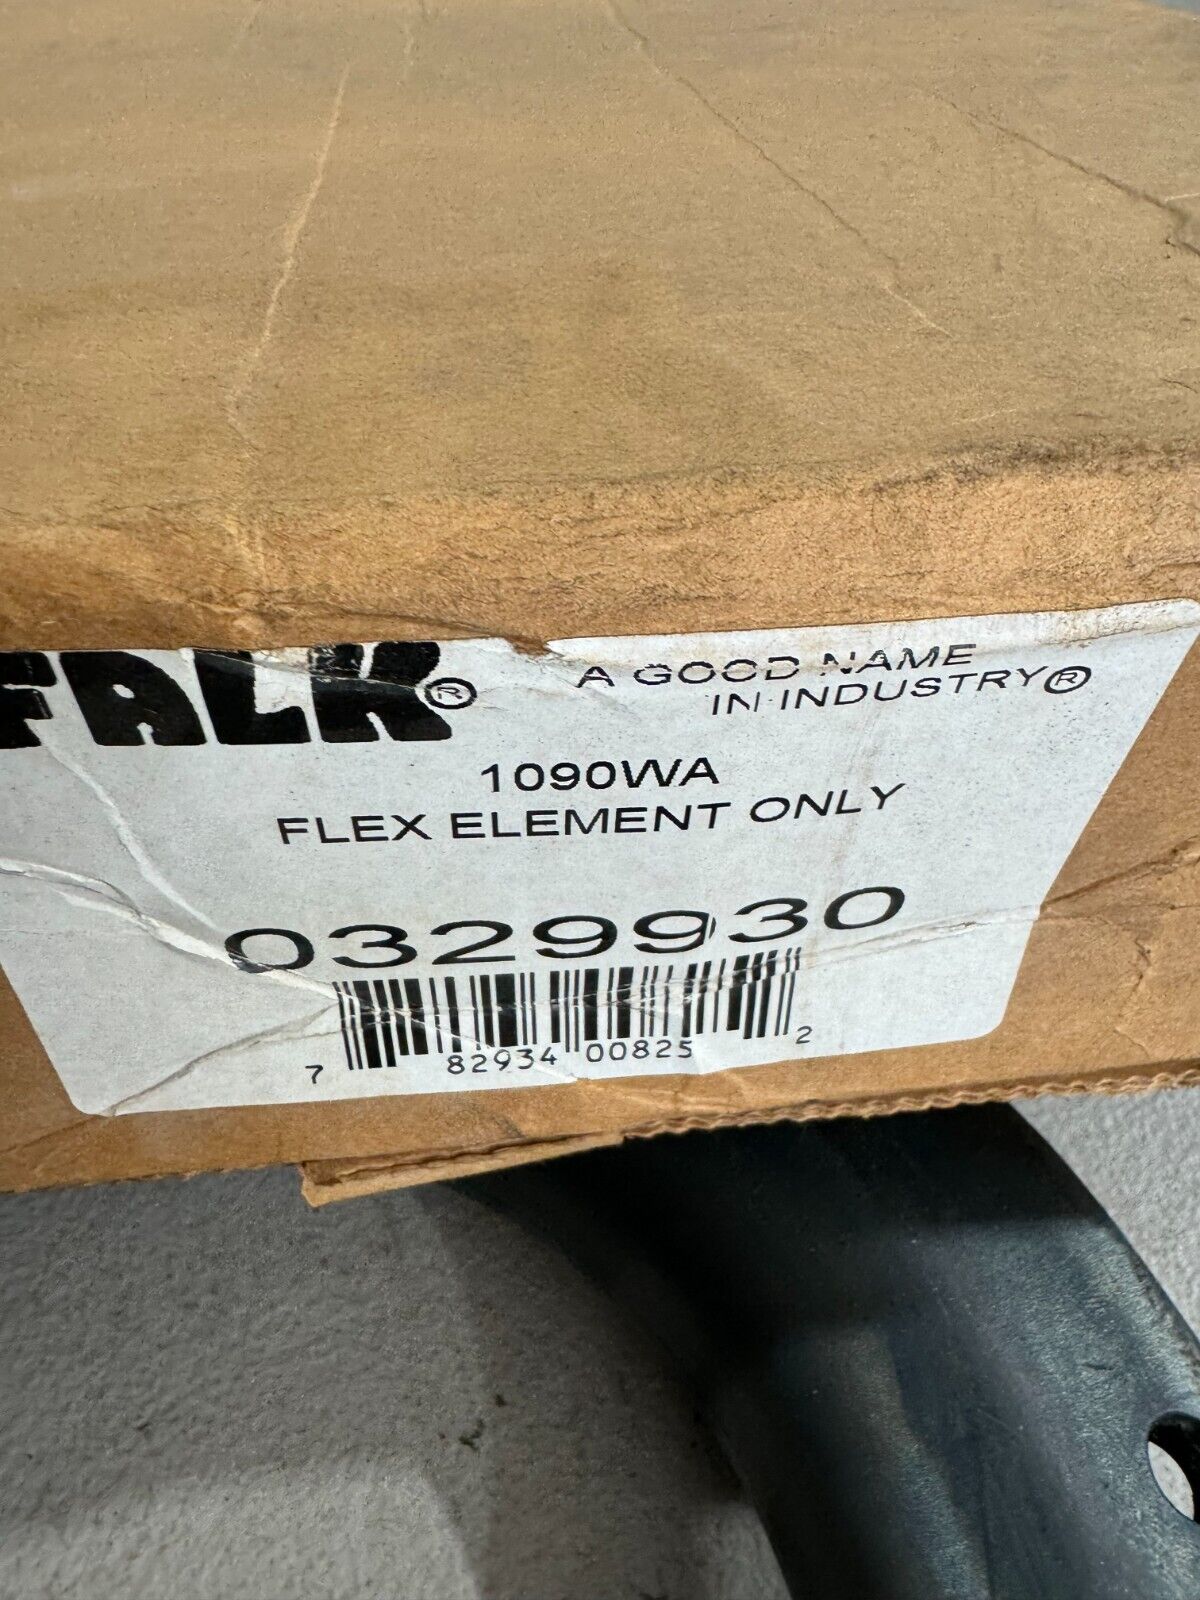 FALK® A GOOD NAME
IN INDUSTRY®
1090WA
FLEX ELEMENT ONLY
0329930
7 82934 00825 2